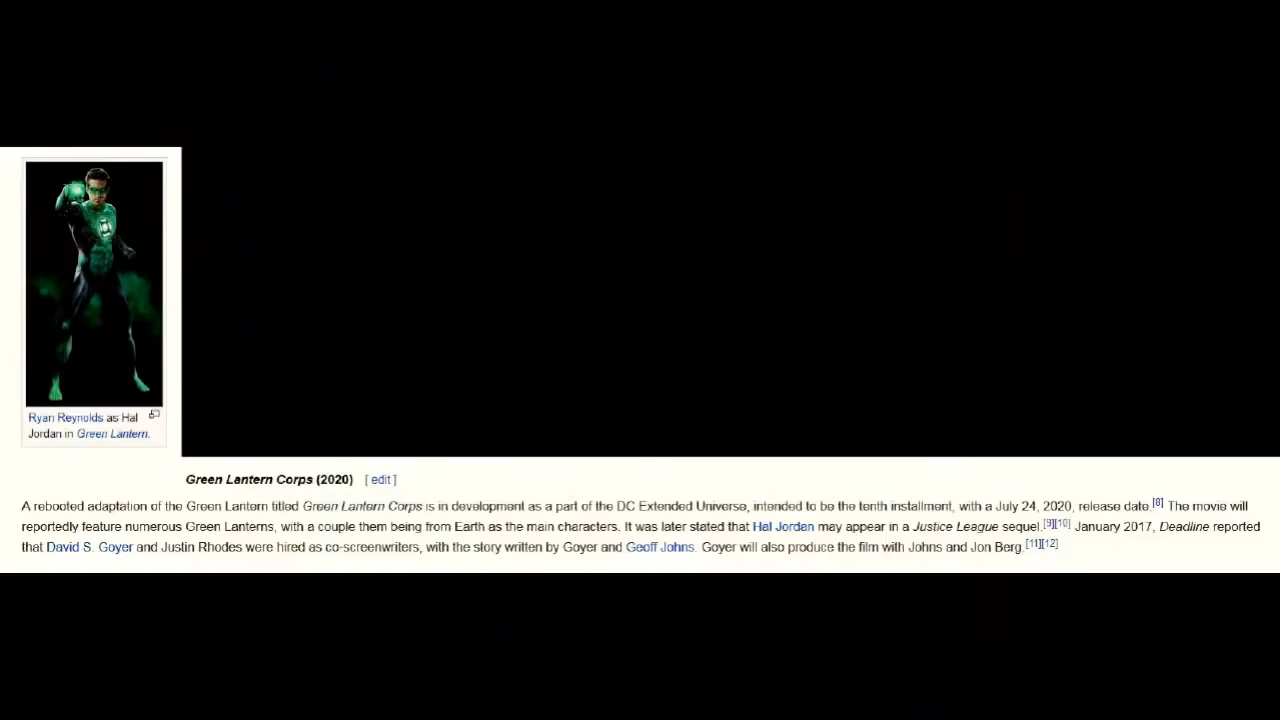 Ryan Reynolds as Hal
Jordan in Green Lantern.
Green Lantern Corps (2020) [ edit ]
A rebooted adaptation of the Green Lantern titled Green Lantern Corps is in development as a part of the DC Extended Universe, intended to be the tenth installment, with a July 24, 2020, release date.[8] The movie will
reportedly feature numerous Green Lanterns, with a couple them being from Earth as the main characters. It was later stated that Hal Jordan may appear in a Justice League sequel.[9][10] January 2017, Deadline reported
that David S. Goyer and Justin Rhodes were hired as co-screenwriters, with the story written by Goyer and Geoff Johns. Goyer will also produce the film with Johns and Jon Berg.[11][12]